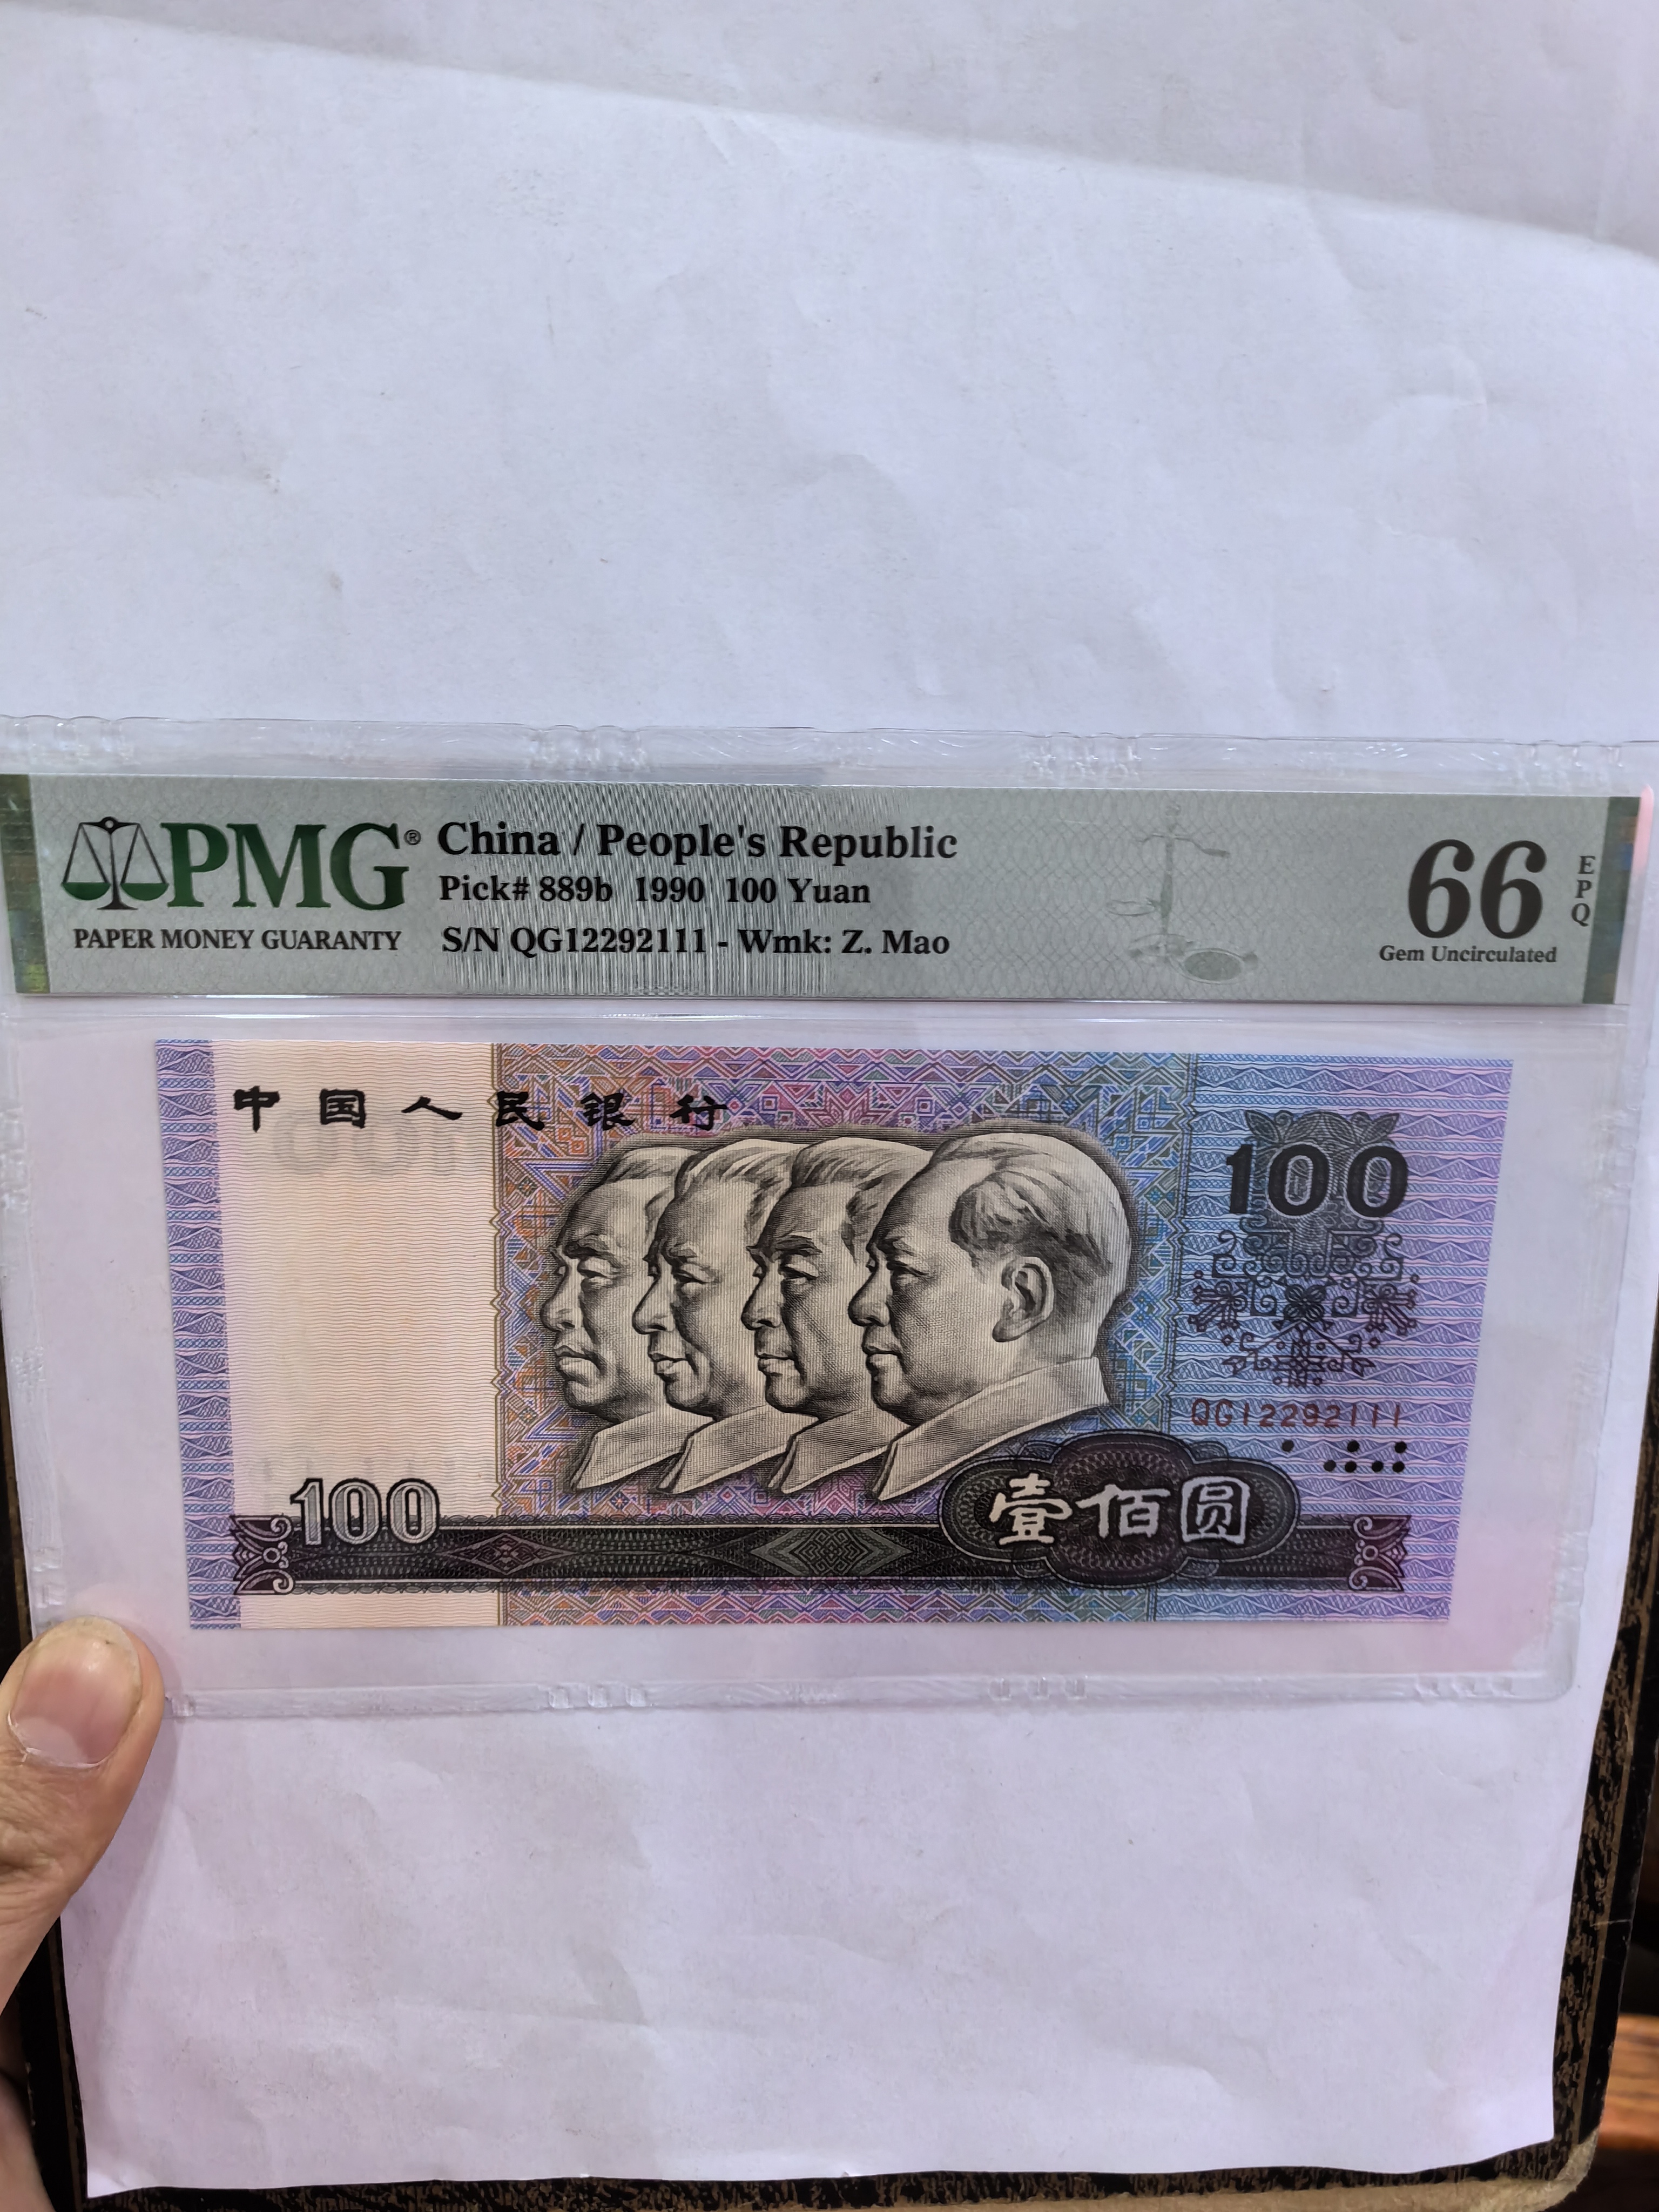 PMG®
PAPER MONEY GUARANTY
China / People's Republic
Pick# 889b 1990 100 Yuan
S/N QG12292111 - Wmk: Z. Mao
66 EPQ
Gem Uncirculated
中国人民银行
100
QG12292111
100
壹佰圆